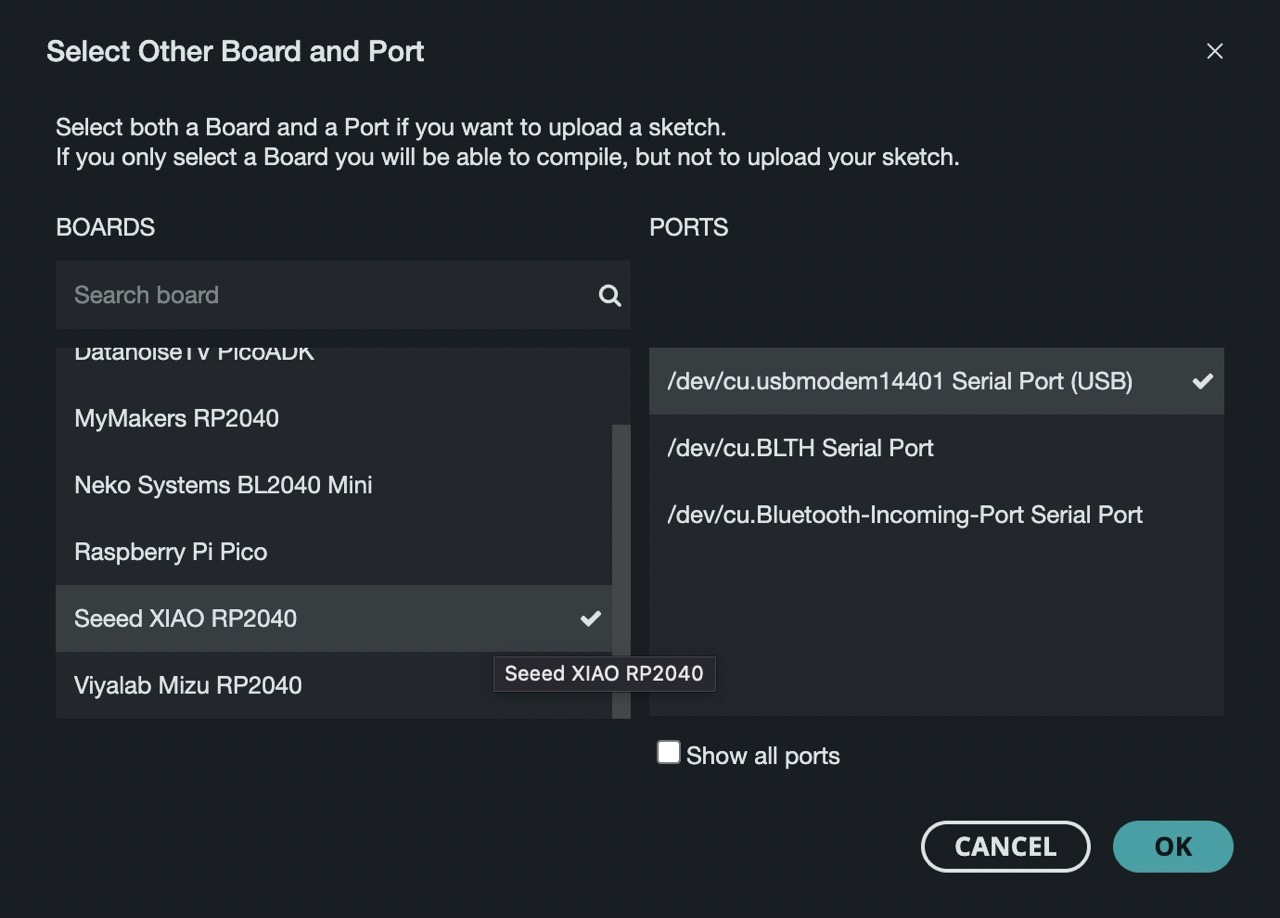 Select Other Board and Port
Select both a Board and a Port if you want to upload a sketch.
If you only select a Board you will be able to compile, but not to upload your sketch.
BOARDS
Search board
DatanoiseTV PicoADK
MyMakers RP2040
Neko Systems BL2040 Mini
Raspberry Pi Pico
Seeed XIAO RP2040
Seeed XIAO RP2040
Viyalab Mizu RP2040
PORTS
/dev/cu.usbmodem14401 Serial Port (USB)
/dev/cu.BLTH Serial Port
/dev/cu.Bluetooth-Incoming-Port Serial Port
Show all ports
CANCEL
OK